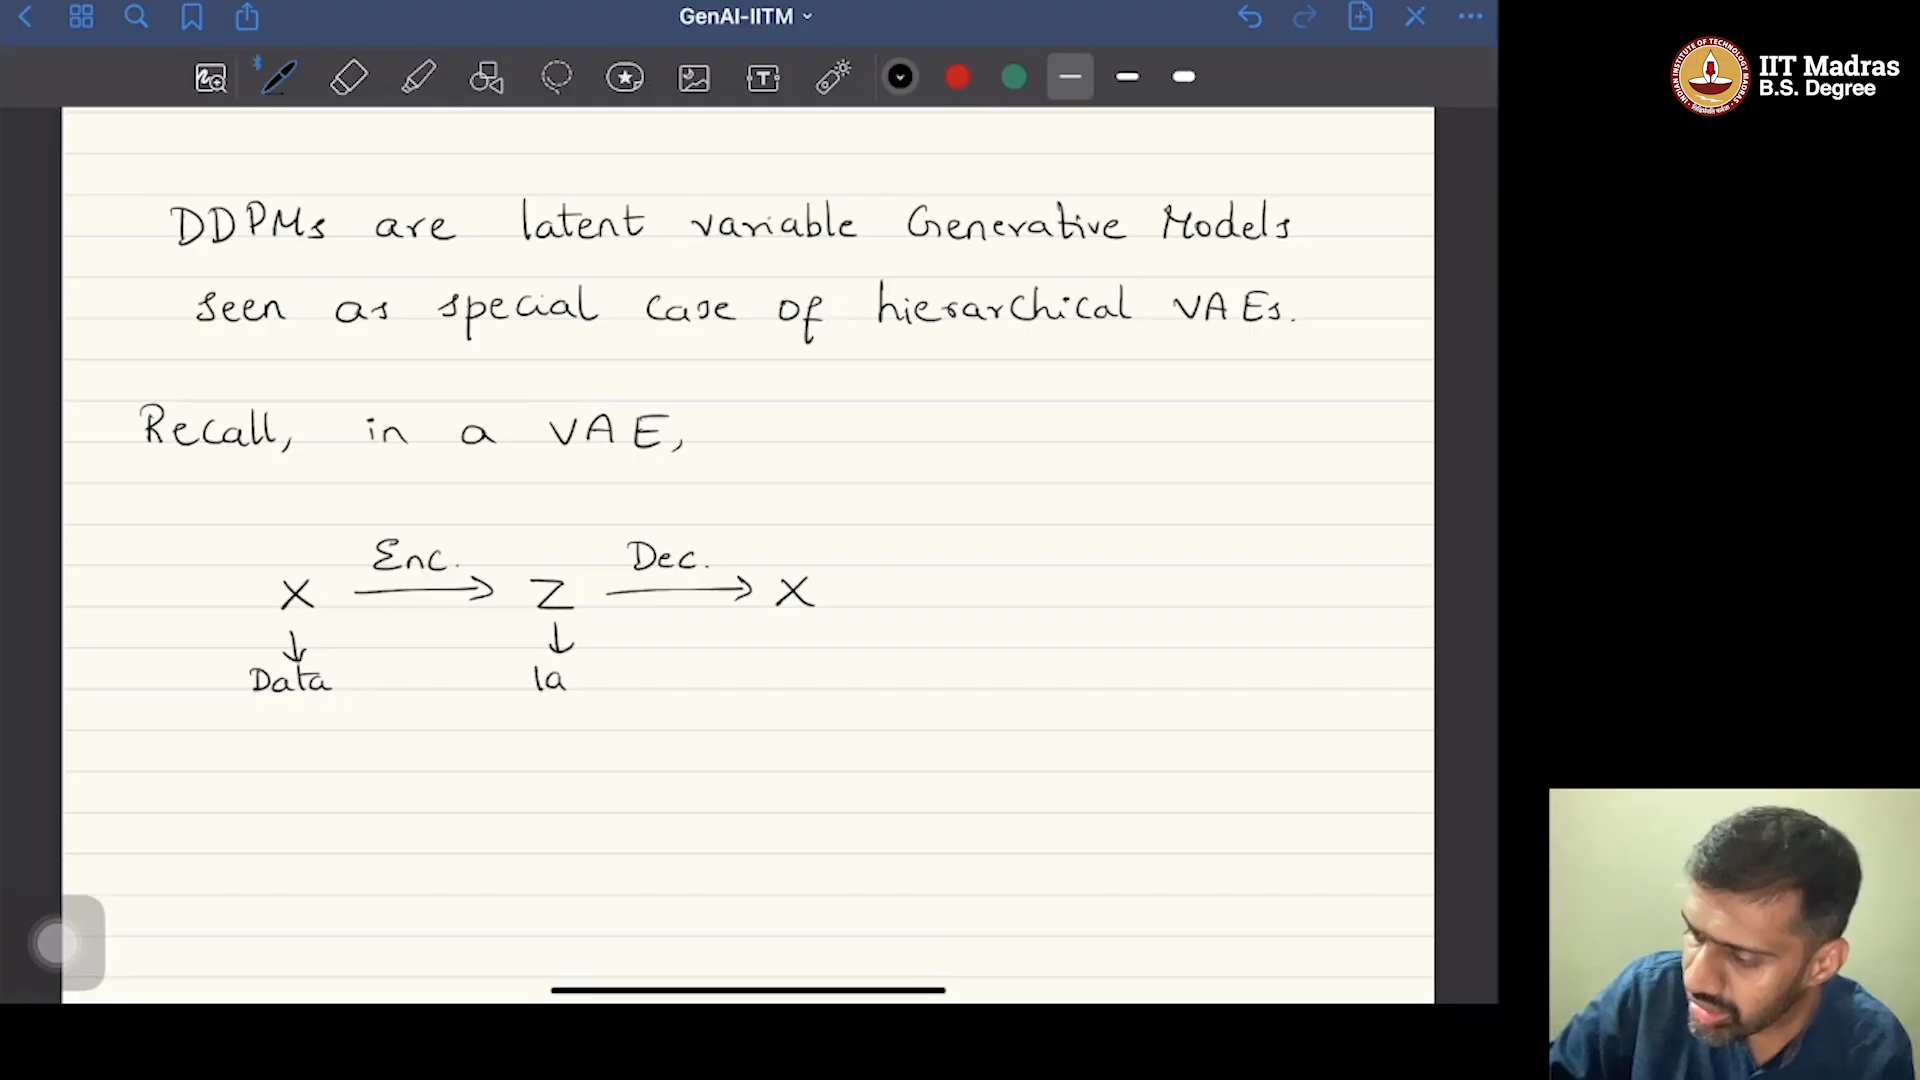 GenAI-IITM
IIT Madras
B.S. Degree
DDPMs are latent variable Generative Models
seen as special case of hierarchical VAEs.
Recall, in a VAE,
Enc. Dec.
X Z X
Data la